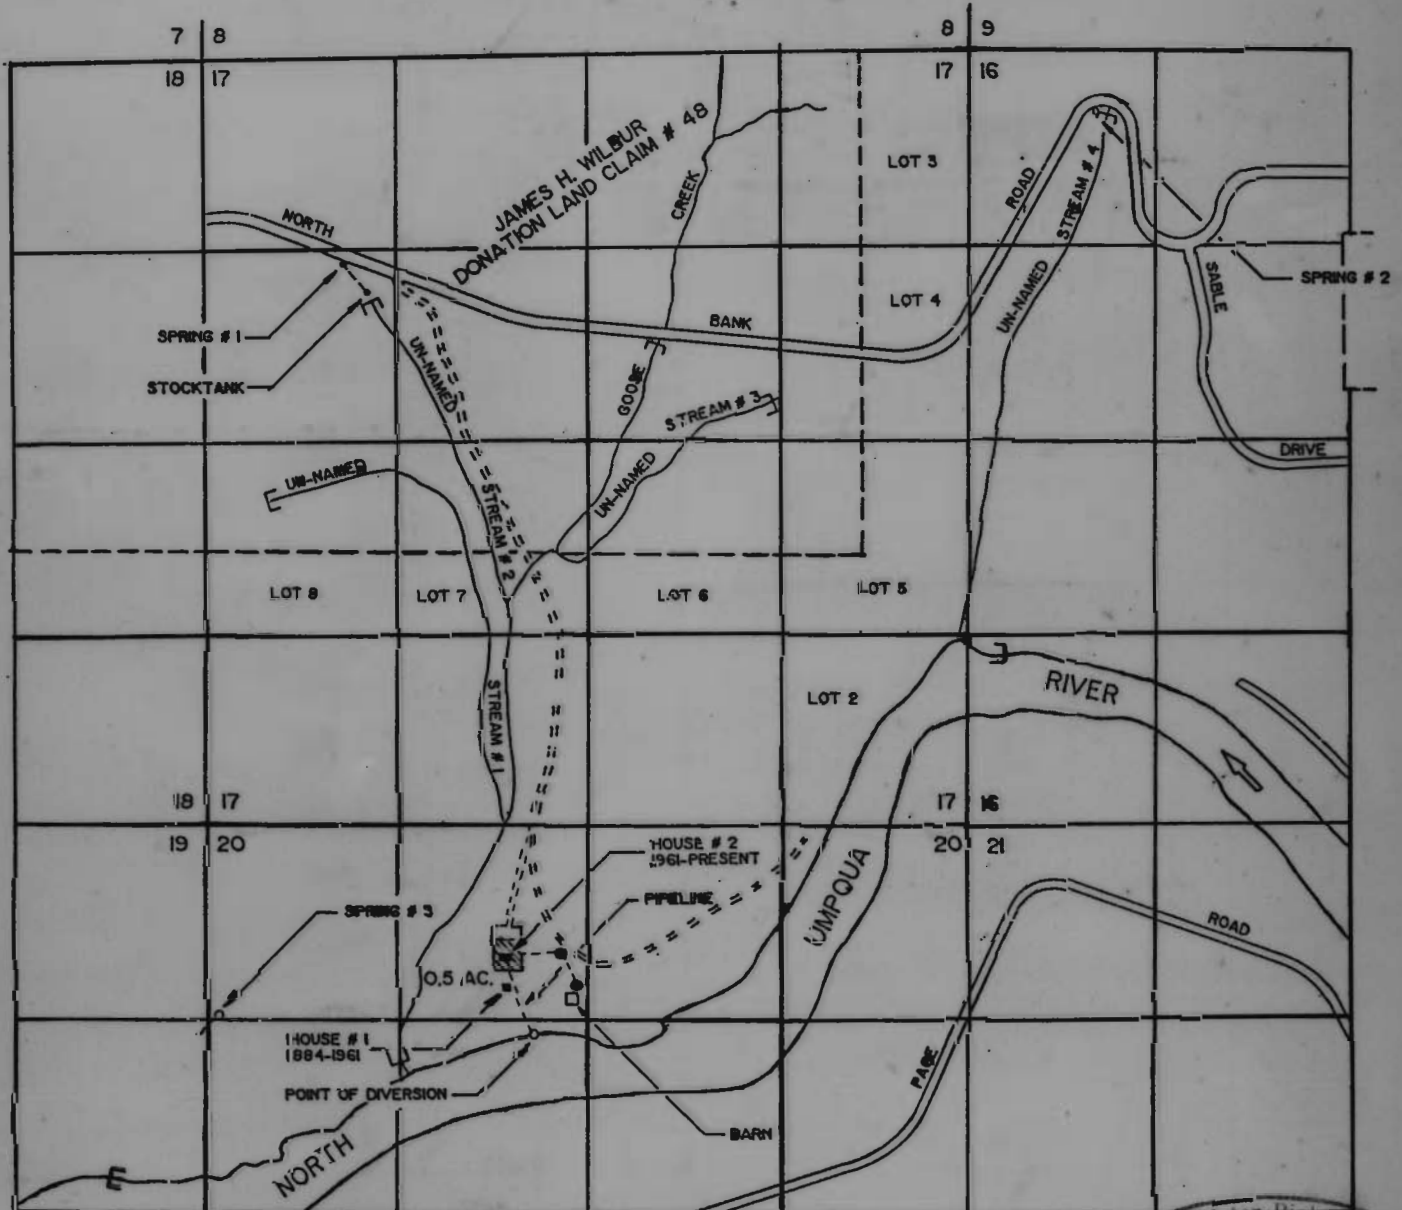 7 8
8 9
18 17
17 16
JAMES H. WILBUR
DONATION LAND CLAIM # 48
CREEK
LOT 3
ROAD
UN-NAMED STREAM # 4
NORTH
SABLE
SPRING # 2
LOT 4
BANK
SPRING # 1
STOCKTANK
UN-NAMED
GOOSE
STREAM # 3
UN-NAMED
DRIVE
UN-NAMED
STREAM # 2
LOT 8
LOT 7
LOT 6
LOT 5
STREAM # 1
LOT 2
RIVER
18 17
17 16
19 20
20 21
HOUSE # 2
1961-PRESENT
PIPELINE
UMPQUA
SPRING # 3
ROAD
0.5 AC.
HOUSE # 1
1884-1961
PAGE
POINT OF DIVERSION
BARN
NORTH